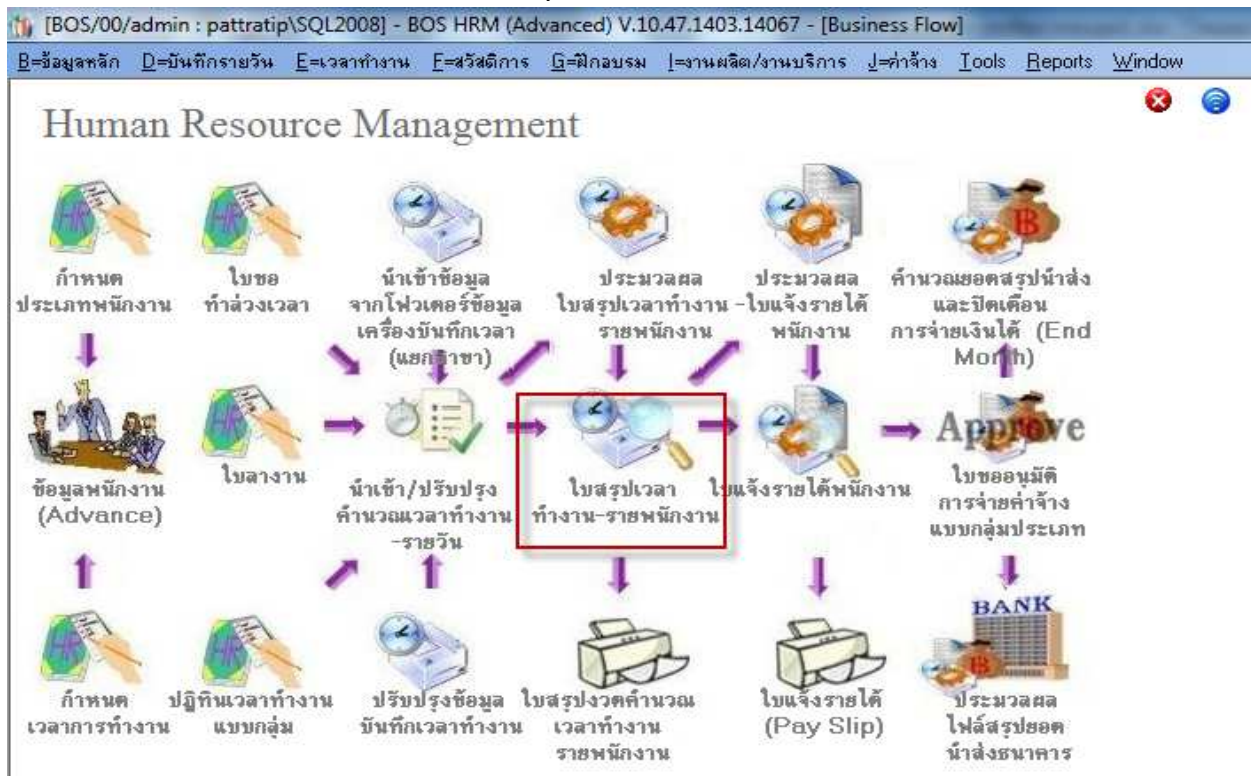 [BOS/00/admin : pattratip\SQL2008] - BOS HRM (Advanced) V.10.47.1403.14067 - [Business Flow]
B=ข้อมูลหลัก D=บันทึกรายวัน E=เวลาทำงาน F=สวัสดิการ G=ฝึกอบรม I=งานผลิต/งานบริการ J=ค่าจ้าง Tools Reports Window
Human Resource Management
กำหนด
ประเภทพนักงาน
ใบขอ
ทำล่วงเวลา
นำเข้าข้อมูล
จากโฟวเตอร์ข้อมูล
เครื่องบันทึกเวลา
(แยกสาขา)
ประมวลผล
ใบสรุปเวลาทำงาน
รายพนักงาน
ประมวลผล
-ใบแจ้งรายได้
พนักงาน
คำนวณยอดสรุปนำส่ง
และปิดเดือน
การจ่ายเงินได้ (End
Month)
ข้อมูลพนักงาน
(Advance)
ใบลางาน
นำเข้า/ปรับปรุง
คำนวณเวลาทำงาน
-รายวัน
ใบสรุปเวลา
ทำงาน-รายพนักงาน
ใบแจ้งรายได้พนักงาน
Approve
ใบขออนุมัติ
การจ่ายค่าจ้าง
แบบกลุ่มประเภท
กำหนด
เวลาการทำงาน
ปฏิทินเวลาทำงาน
แบบกลุ่ม
ปรับปรุงข้อมูล
บันทึกเวลาทำงาน
ใบสรุปงวดคำนวณ
เวลาทำงาน
รายพนักงาน
ใบแจ้งรายได้
(Pay Slip)
BANK
ประมวลผล
ไฟล์สรุปยอด
นำส่งธนาคาร